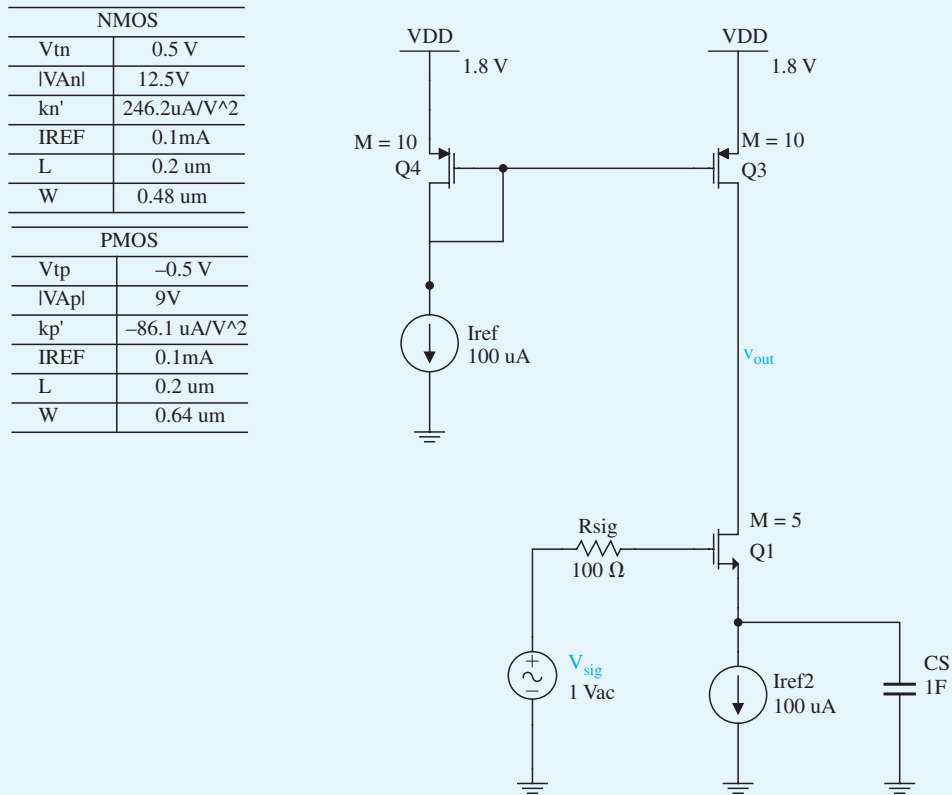 NMOS
Vtn 0.5 V
|VAn| 12.5V
kn' 246.2uA/V^2
IREF 0.1mA
L 0.2 um
W 0.48 um
PMOS
Vtp –0.5 V
|VAp| 9V
kp' –86.1 uA/V^2
IREF 0.1mA
L 0.2 um
W 0.64 um
VDD
1.8 V
VDD
1.8 V
M = 10
Q4
M = 10
Q3
Iref
100 uA
vout
Rsig
100 Ω
M = 5
Q1
+
–
Vsig
1 Vac
Iref2
100 uA
CS
1F